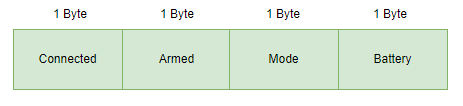 1 Byte 1 Byte 1 Byte 1 Byte
Connected Armed Mode Battery